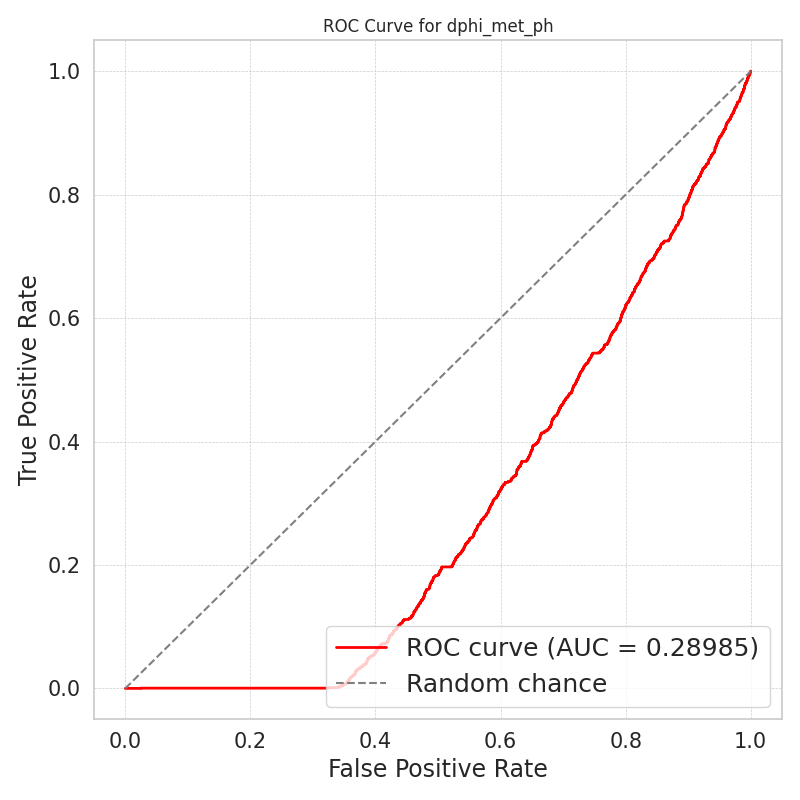 ROC Curve for dphi_met_ph
1.0
0.8
0.6
0.4
0.2
0.0
True Positive Rate
ROC curve (AUC = 0.28985)
Random chance
0.0 0.2 0.4 0.6 0.8 1.0
False Positive Rate